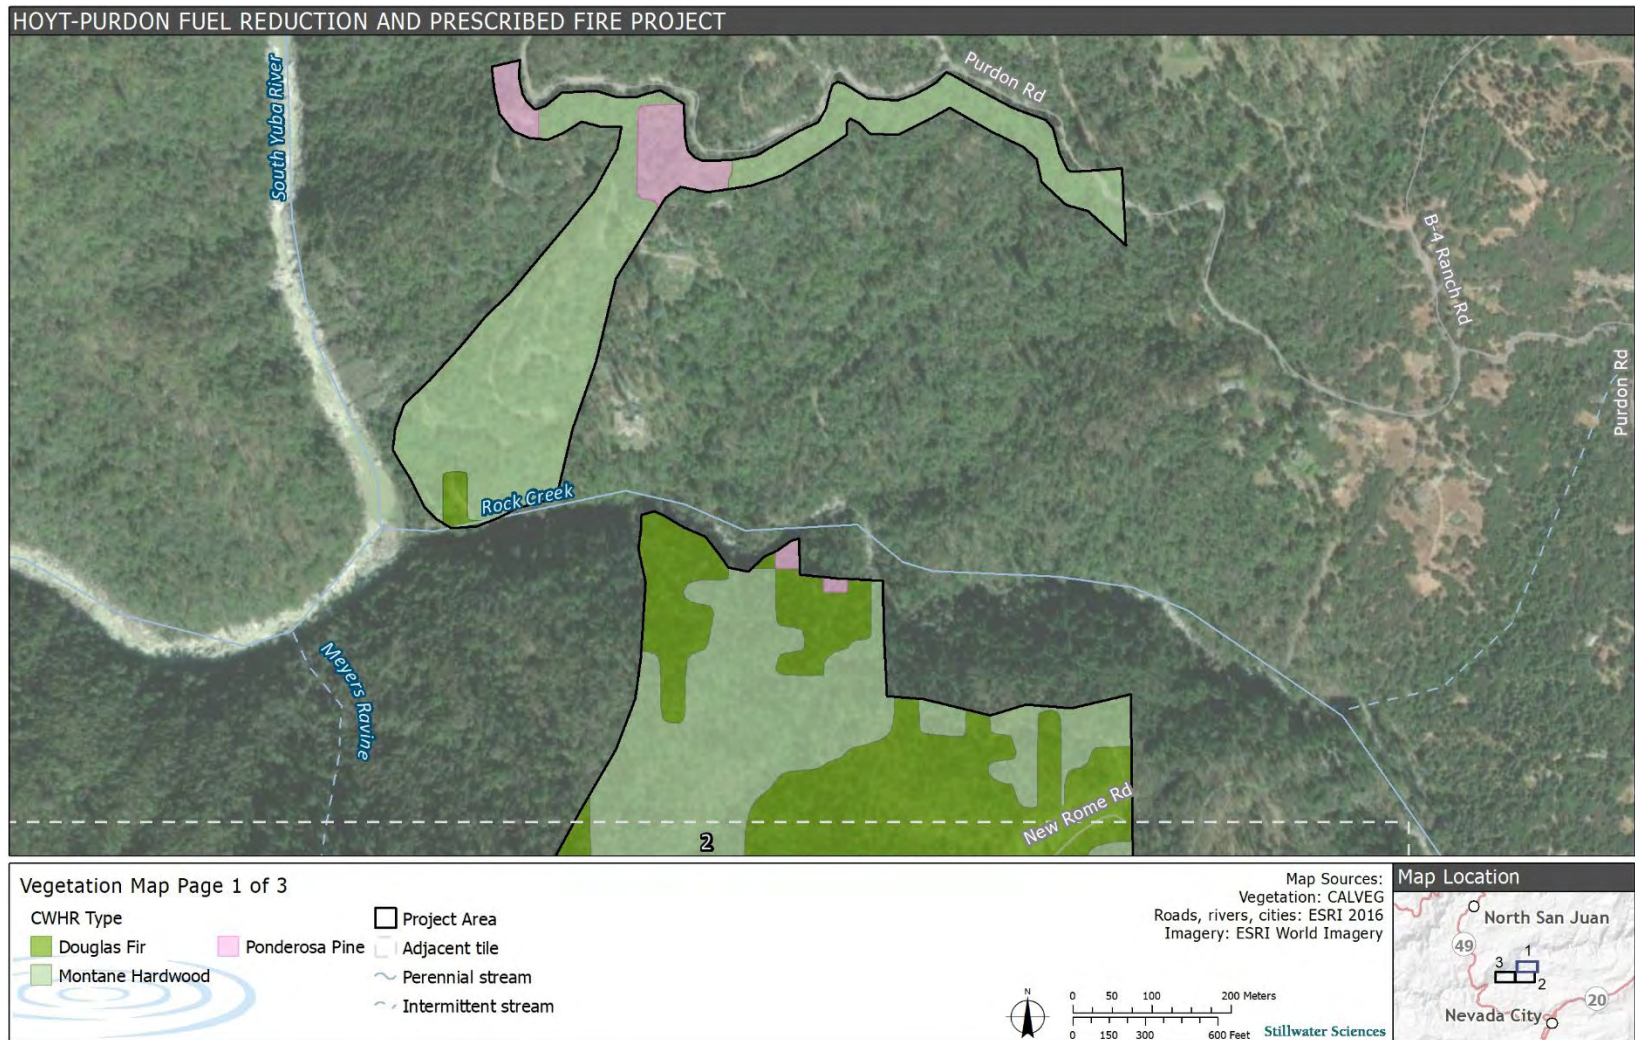 HOYT-PURDON FUEL REDUCTION AND PRESCRIBED FIRE PROJECT
South Yuba River
Purdon Rd
B-4 Ranch Rd
Purdon Rd
Rock Creek
Meyers Ravine
New Rome Rd
2
Vegetation Map Page 1 of 3
CWHR Type
Douglas Fir
Montane Hardwood
Ponderosa Pine
Project Area
Adjacent tile
Perennial stream
Intermittent stream
Map Sources:
Vegetation: CALVEG
Roads, rivers, cities: ESRI 2016
Imagery: ESRI World Imagery
N
0 50 100 200 Meters
0 150 300 600 Feet
Stillwater Sciences
Map Location
North San Juan
49
1
3
2
20
Nevada City